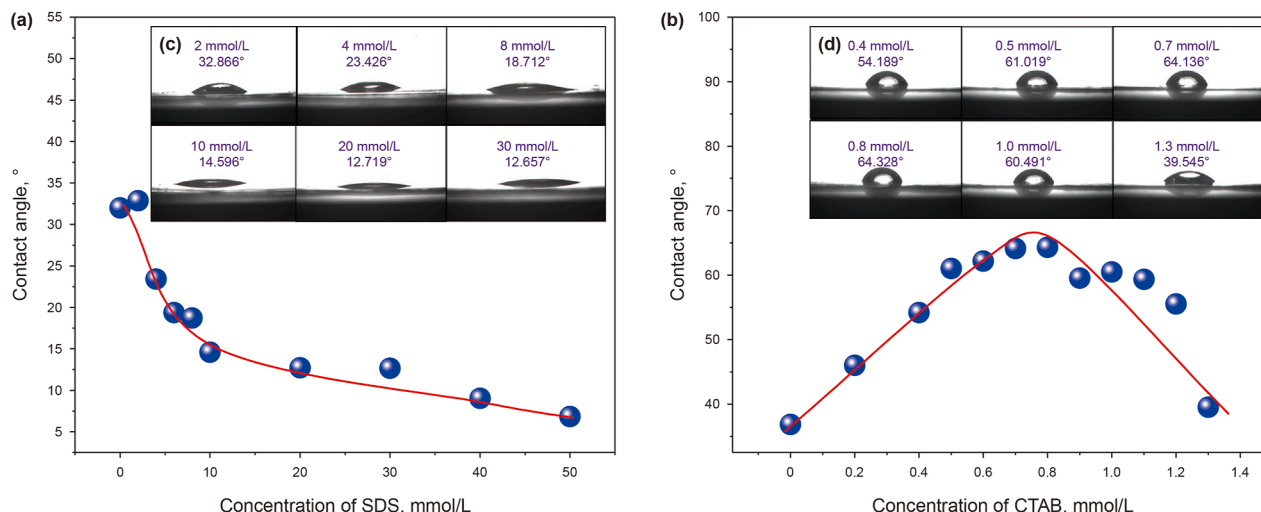 (a)
55
50
45
40
35
30
25
20
15
10
5
Contact angle, °
0
10
20
30
40
50
Concentration of SDS, mmol/L
(c)
2 mmol/L
32.866°
4 mmol/L
23.426°
8 mmol/L
18.712°
10 mmol/L
14.596°
20 mmol/L
12.719°
30 mmol/L
12.657°
(b)
100
90
80
70
60
50
40
Contact angle, °
0
0.2
0.4
0.6
0.8
1.0
1.2
1.4
Concentration of CTAB, mmol/L
(d)
0.4 mmol/L
54.189°
0.5 mmol/L
61.019°
0.7 mmol/L
64.136°
0.8 mmol/L
64.328°
1.0 mmol/L
60.491°
1.3 mmol/L
39.545°